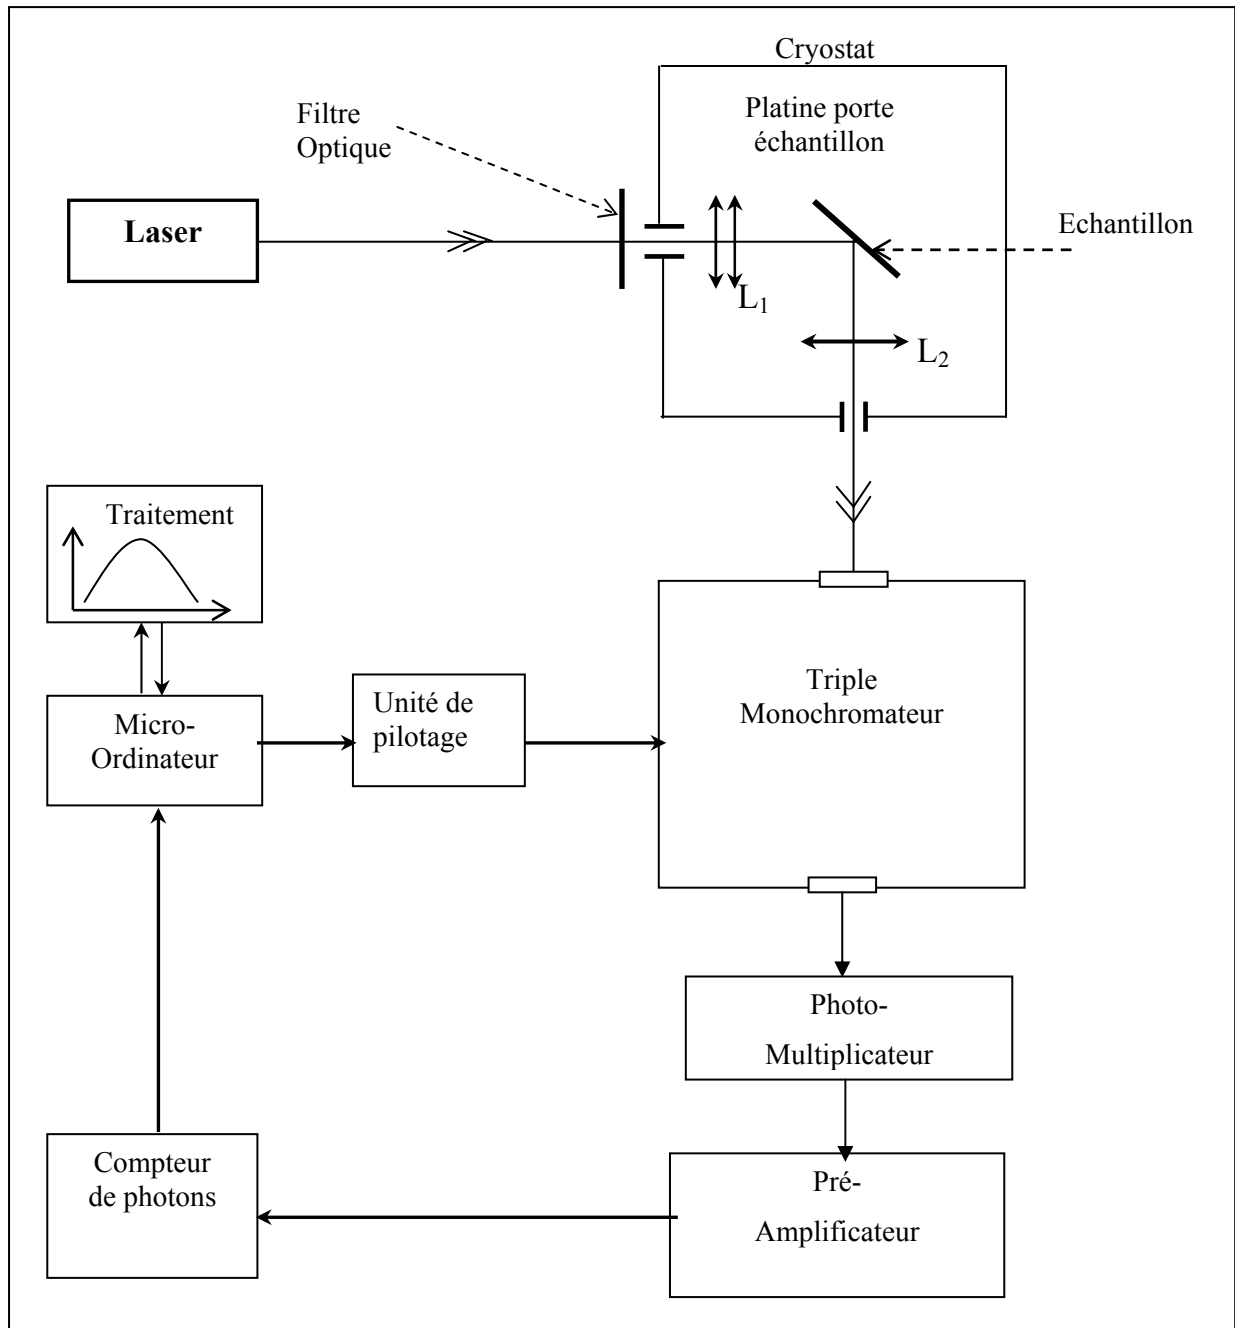 Cryostat
Filtre
Optique
Platine porte
échantillon
Laser
Echantillon
L1
L2
Traitement
Triple
Monochromateur
Unité de
pilotage
Micro-
Ordinateur
Photo-
Multiplicateur
Compteur
de photons
Pré-
Amplificateur